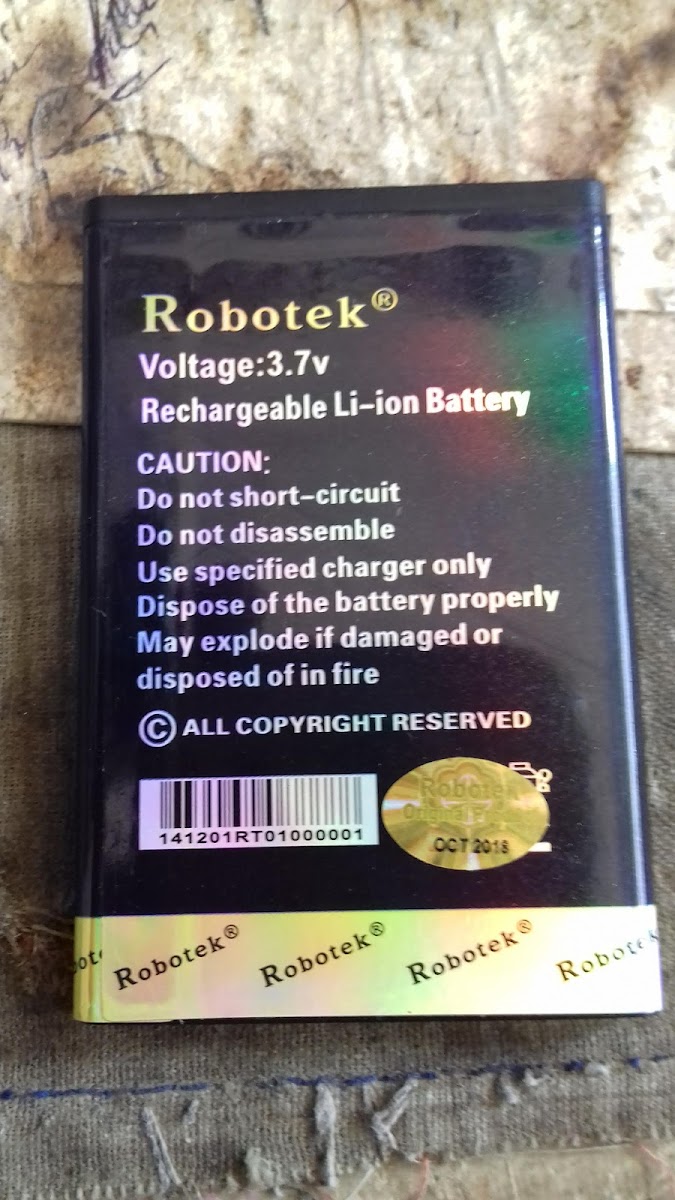 Robotek®
Voltage:3.7v
Rechargeable Li-ion Battery
CAUTION:
Do not short-circuit
Do not disassemble
Use specified charger only
Dispose of the battery properly
May explode if damaged or
disposed of in fire
© ALL COPYRIGHT RESERVED
141201RT01000001
Robotek
Original
OCT 2018
Robotek® Robotek® Robotek® Robotek